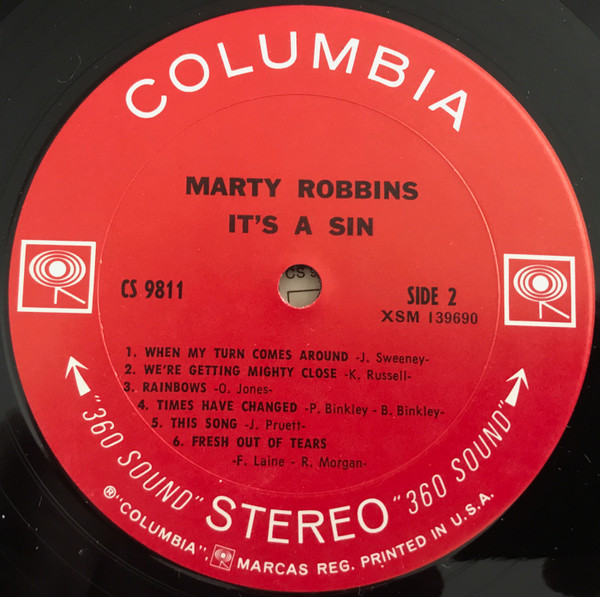 COLUMBIA
MARTY ROBBINS
IT'S A SIN
CS 9811
CS 9
SIDE 2
XSM 139690
1. WHEN MY TURN COMES AROUND -J. Sweeney-
2. WE'RE GETTING MIGHTY CLOSE -K. Russell-
3. RAINBOWS -O. Jones-
4. TIMES HAVE CHANGED -P. Binkley - B. Binkley-
5. THIS SONG -J. Pruett-
6. FRESH OUT OF TEARS
-F. Laine - R. Morgan-
"360 SOUND" STEREO "360 SOUND"
®"COLUMBIA", MARCAS REG. PRINTED IN U.S.A.